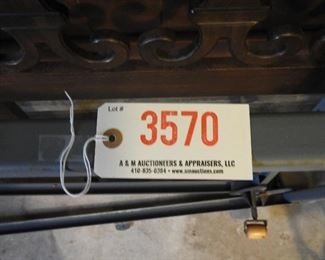 Lot #
3570
A & M AUCTIONEERS & APPRAISERS, LLC
410-835-0384 • www.amauctions.com